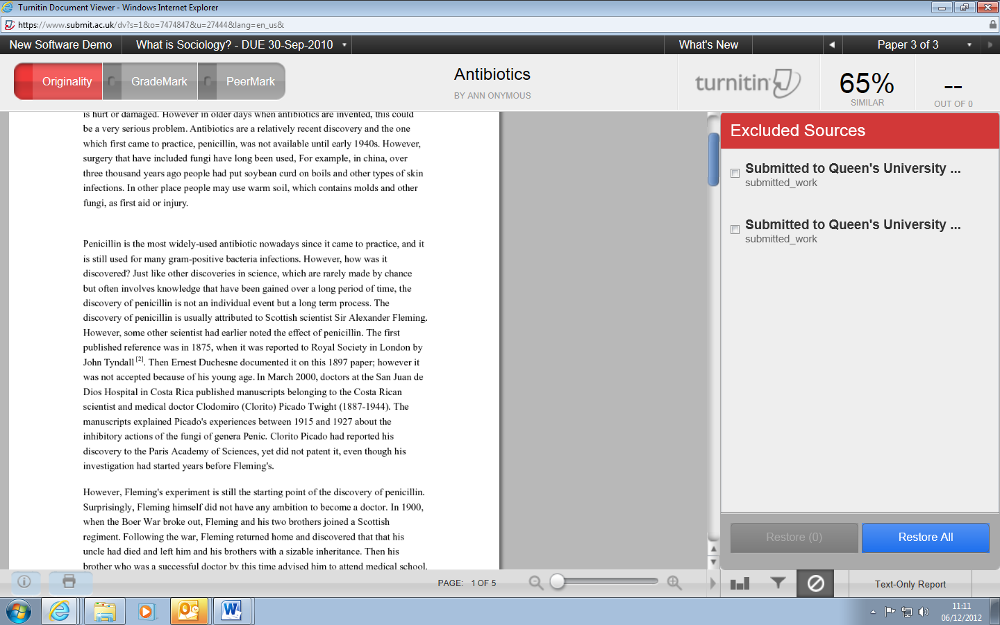 Turnitin Document Viewer - Windows Internet Explorer
https://www.submit.ac.uk/dv?s=1&o=7474847&u=27444&lang=en_us&
New Software Demo
What is Sociology? - DUE 30-Sep-2010
What's New
Paper 3 of 3
Originality
GradeMark
PeerMark
Antibiotics
BY ANN ONYMOUS
turnitin
65%
SIMILAR
--
OUT OF 0
is hurt or damaged. However in older days when antibiotics are invented, this could
be a very serious problem. Antibiotics are a relatively recent discovery and the one
which first came to practice, penicillin, was not available until early 1940s. However,
surgery that have included fungi have long been used, For example, in china, over
three thousand years ago people had put soybean curd on boils and other types of skin
infections. In other place people may use warm soil, which contains molds and other
fungi, as first aid or injury.
Penicillin is the most widely-used antibiotic nowadays since it came to practice, and it
is still used for many gram-positive bacteria infections. However, how was it
discovered? Just like other discoveries in science, which are rarely made by chance
but often involves knowledge that have been gained over a long period of time, the
discovery of penicillin is not an individual event but a long term process. The
discovery of penicillin is usually attributed to Scottish scientist Sir Alexander Fleming.
However, some other scientist had earlier noted the effect of penicillin. The first
published reference was in 1875, when it was reported to Royal Society in London by
John Tyndall [2]. Then Ernest Duchesne documented it on this 1897 paper; however it
was not accepted because of his young age. In March 2000, doctors at the San Juan de
Dios Hospital in Costa Rica published manuscripts belonging to the Costa Rican
scientist and medical doctor Clodomiro (Clorito) Picado Twight (1887-1944). The
manuscripts explained Picado's experiences between 1915 and 1927 about the
inhibitory actions of the fungi of genera Penic. Clorito Picado had reported his
discovery to the Paris Academy of Sciences, yet did not patent it, even though his
investigation had started years before Fleming's.
However, Fleming's experiment is still the starting point of the discovery of penicillin.
Surprisingly, Fleming himself did not have any ambition to become a doctor. In 1900,
when the Boer War broke out, Fleming and his two brothers joined a Scottish
regiment. Following the war, Fleming returned home and discovered that that his
uncle had died and left him and his brothers with a sizable inheritance. Then his
brother who was a successful doctor by this time advised him to attend medical school.
Excluded Sources
Submitted to Queen's University ...
submitted_work
Submitted to Queen's University ...
submitted_work
Restore (0)
Restore All
PAGE: 1 OF 5
Text-Only Report
11:11
06/12/2012